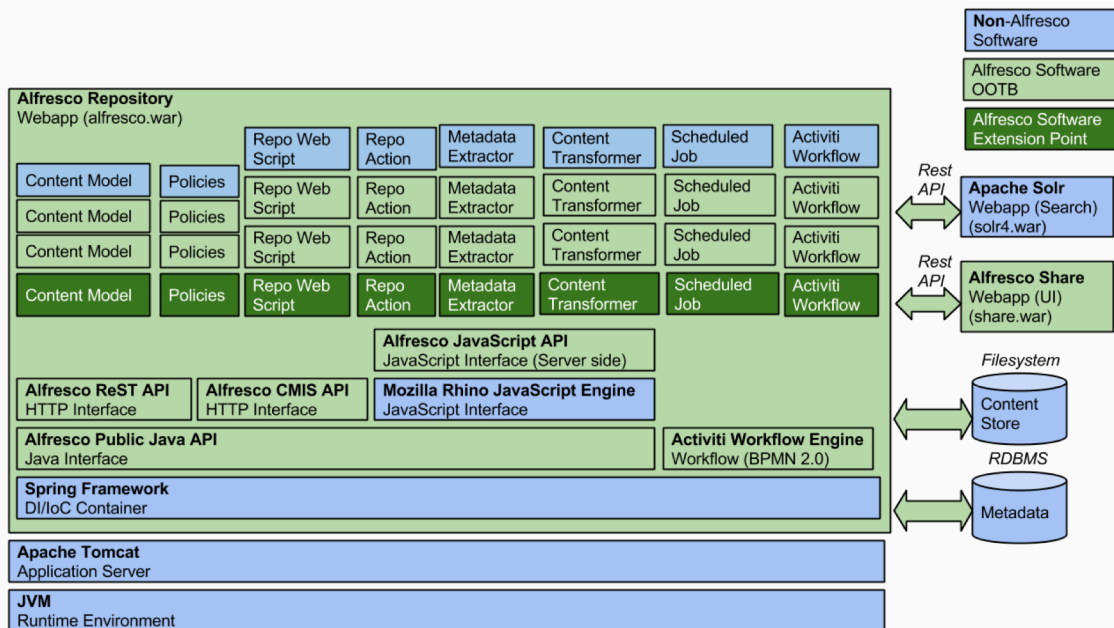 Non-Alfresco
Software
Alfresco Software
OOTB
Alfresco Software
Extension Point
Alfresco Repository
Webapp (alfresco.war)
Content Model
Policies
Repo Web
Script
Repo
Action
Metadata
Extractor
Content
Transformer
Scheduled
Job
Activiti
Workflow
Content Model
Policies
Repo Web
Script
Repo
Action
Metadata
Extractor
Content
Transformer
Scheduled
Job
Activiti
Workflow
Content Model
Policies
Repo Web
Script
Repo
Action
Metadata
Extractor
Content
Transformer
Scheduled
Job
Activiti
Workflow
Content Model
Policies
Repo Web
Script
Repo
Action
Metadata
Extractor
Content
Transformer
Scheduled
Job
Activiti
Workflow
Alfresco JavaScript API
JavaScript Interface (Server side)
Alfresco ReST API
HTTP Interface
Alfresco CMIS API
HTTP Interface
Mozilla Rhino JavaScript Engine
JavaScript Interface
Alfresco Public Java API
Java Interface
Activiti Workflow Engine
Workflow (BPMN 2.0)
Spring Framework
DI/IoC Container
Apache Tomcat
Application Server
JVM
Runtime Environment
Rest
API
Apache Solr
Webapp (Search)
(solr4.war)
Rest
API
Alfresco Share
Webapp (UI)
(share.war)
Filesystem
Content
Store
RDBMS
Metadata